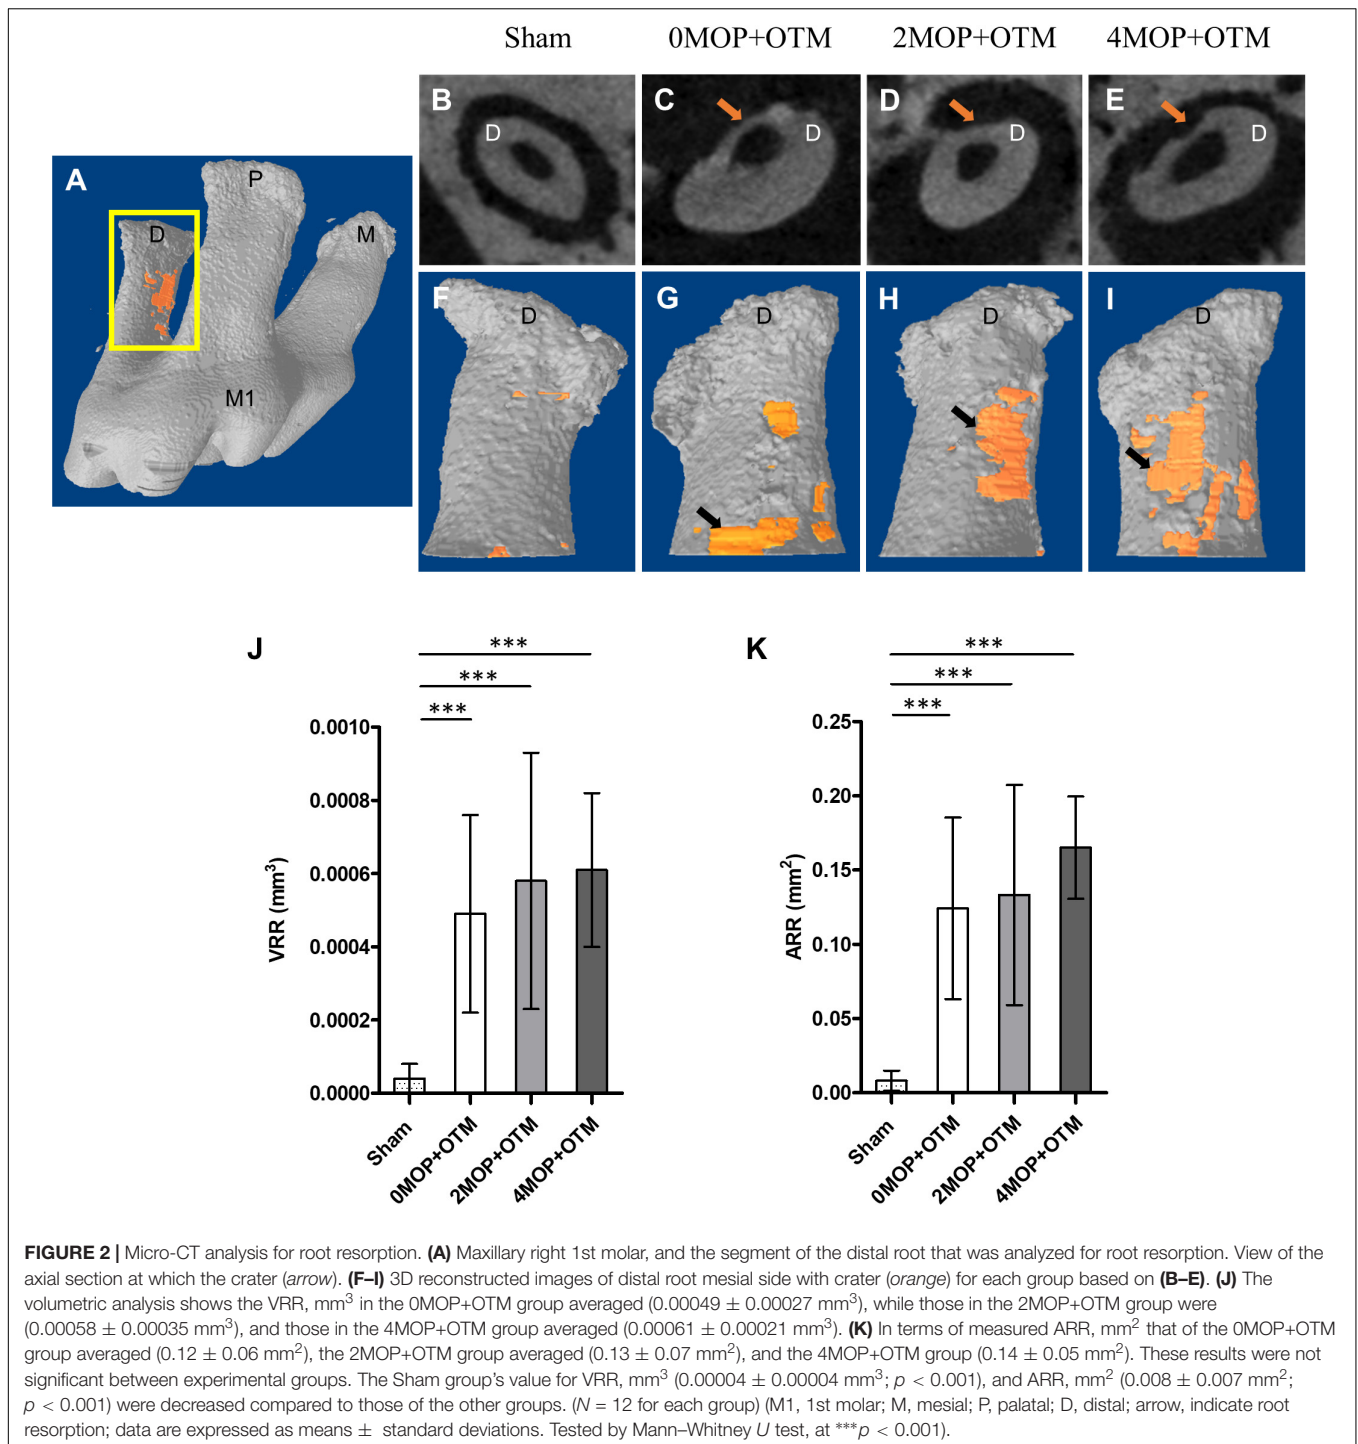 Sham 0MOP+OTM 2MOP+OTM 4MOP+OTM
A P D M M1
B D
C D
D D
E D
F D
G D
H D
I D
J
***
***
***
VRR (mm³)
0.0010
0.0008
0.0006
0.0004
0.0002
0.0000
Sham 0MOP+OTM 2MOP+OTM 4MOP+OTM
K
***
***
***
ARR (mm²)
0.25
0.20
0.15
0.10
0.05
0.00
Sham 0MOP+OTM 2MOP+OTM 4MOP+OTM
FIGURE 2 | Micro-CT analysis for root resorption. (A) Maxillary right 1st molar, and the segment of the distal root that was analyzed for root resorption. View of the
axial section at which the crater (arrow). (F–I) 3D reconstructed images of distal root mesial side with crater (orange) for each group based on (B–E). (J) The
volumetric analysis shows the VRR, mm³ in the 0MOP+OTM group averaged (0.00049 ± 0.00027 mm³), while those in the 2MOP+OTM group were
(0.00058 ± 0.00035 mm³), and those in the 4MOP+OTM group averaged (0.00061 ± 0.00021 mm³). (K) In terms of measured ARR, mm² that of the 0MOP+OTM
group averaged (0.12 ± 0.06 mm²), the 2MOP+OTM group averaged (0.13 ± 0.07 mm²), and the 4MOP+OTM group (0.14 ± 0.05 mm²). These results were not
significant between experimental groups. The Sham group's value for VRR, mm³ (0.00004 ± 0.00004 mm³; p < 0.001), and ARR, mm² (0.008 ± 0.007 mm²;
p < 0.001) were decreased compared to those of the other groups. (N = 12 for each group) (M1, 1st molar; M, mesial; P, palatal; D, distal; arrow, indicate root
resorption; data are expressed as means ± standard deviations. Tested by Mann–Whitney U test, at ***p < 0.001).